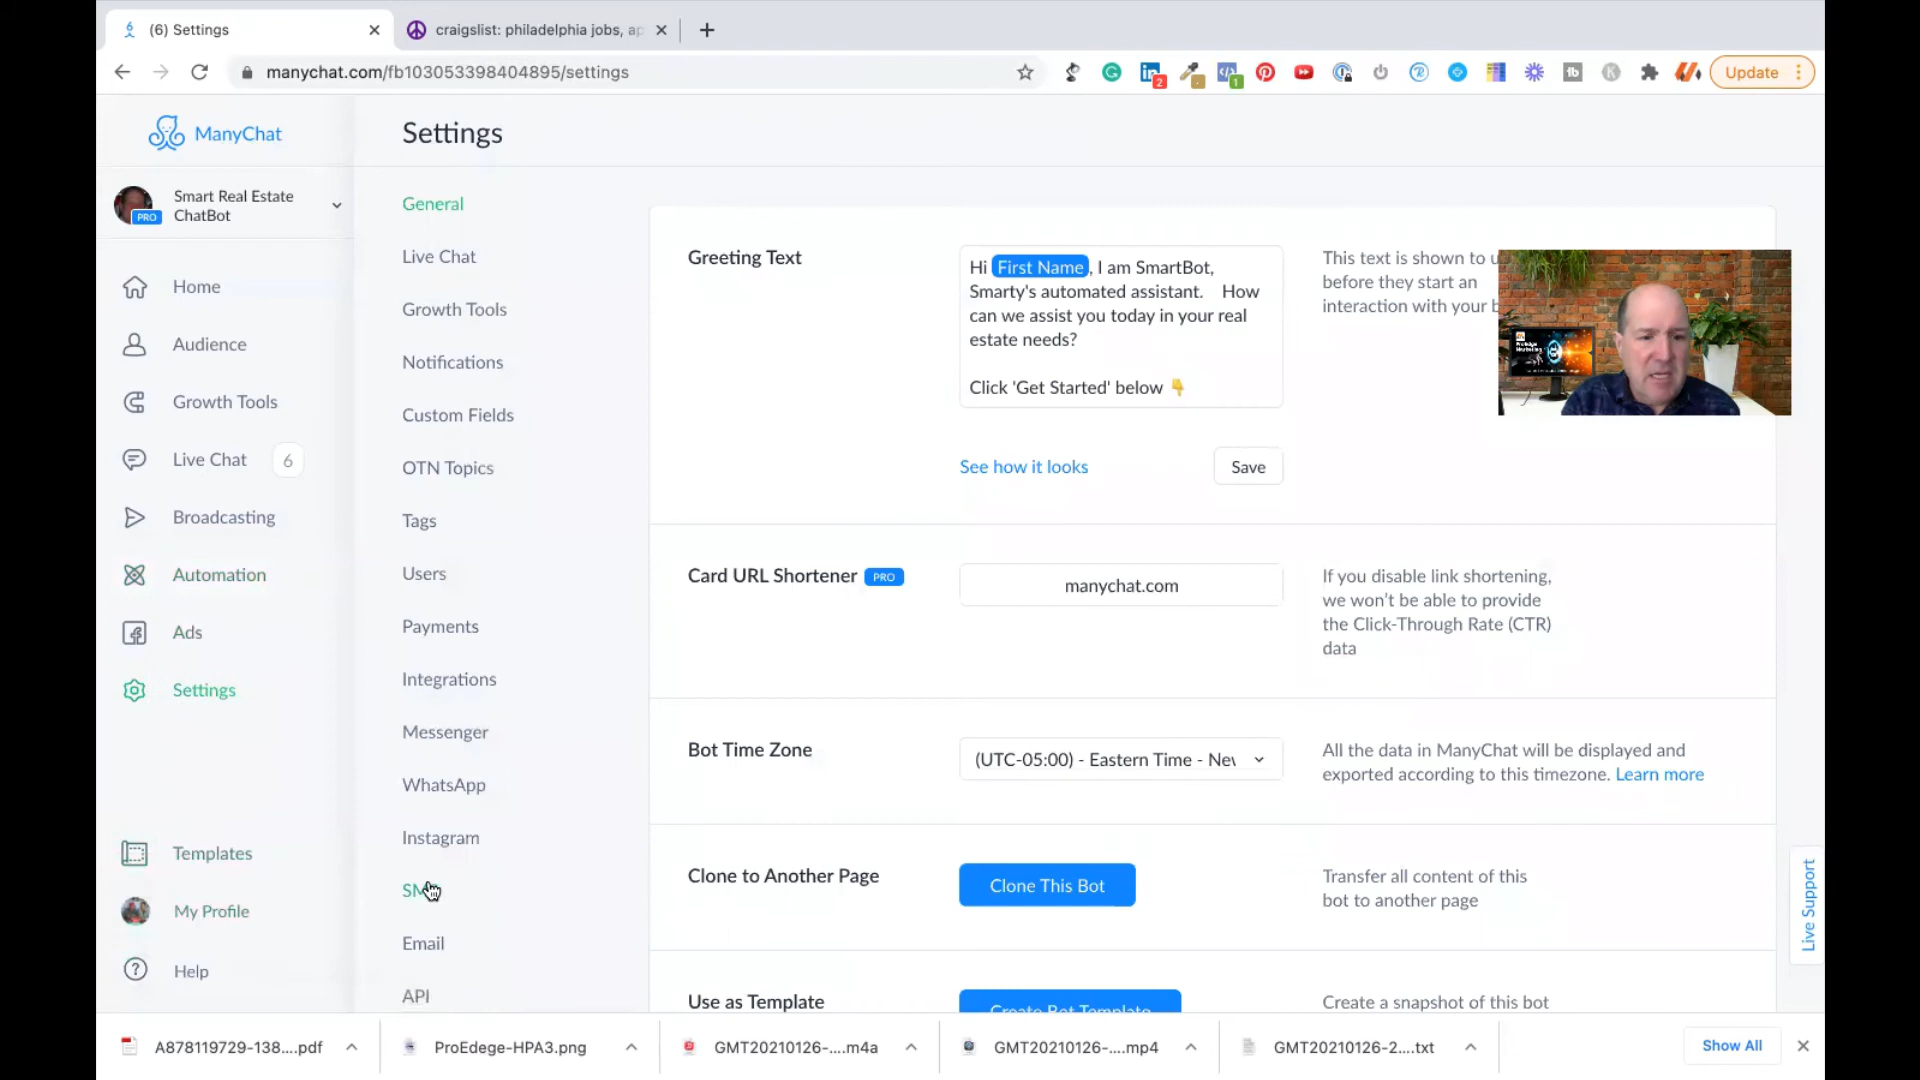 (6) Settings
craigslist: philadelphia jobs, ap
manychat.com/fb103053398404895/settings
2
1
Update
ManyChat
Settings
Smart Real Estate
ChatBot
PRO
Home
Audience
Growth Tools
Live Chat
6
Broadcasting
Automation
Ads
Settings
Templates
My Profile
Help
General
Live Chat
Growth Tools
Notifications
Custom Fields
OTN Topics
Tags
Users
Payments
Integrations
Messenger
WhatsApp
Instagram
Email
API
Greeting Text
Hi First Name, I am SmartBot,
Smarty's automated assistant. How
can we assist you today in your real
estate needs?
Click 'Get Started' below 👇
See how it looks
Save
This text is shown to u
before they start an
interaction with your b
Card URL Shortener PRO
manychat.com
If you disable link shortening,
we won't be able to provide
the Click-Through Rate (CTR)
data
Bot Time Zone
(UTC-05:00) - Eastern Time - Nev
All the data in ManyChat will be displayed and
exported according to this timezone. Learn more
Clone to Another Page
Clone This Bot
Transfer all content of this
bot to another page
Use as Template
Create Bot Template
Create a snapshot of this bot
Live Support
A878119729-138....pdf
ProEdege-HPA3.png
GMT20210126-....m4a
GMT20210126-....mp4
GMT20210126-2....txt
Show All